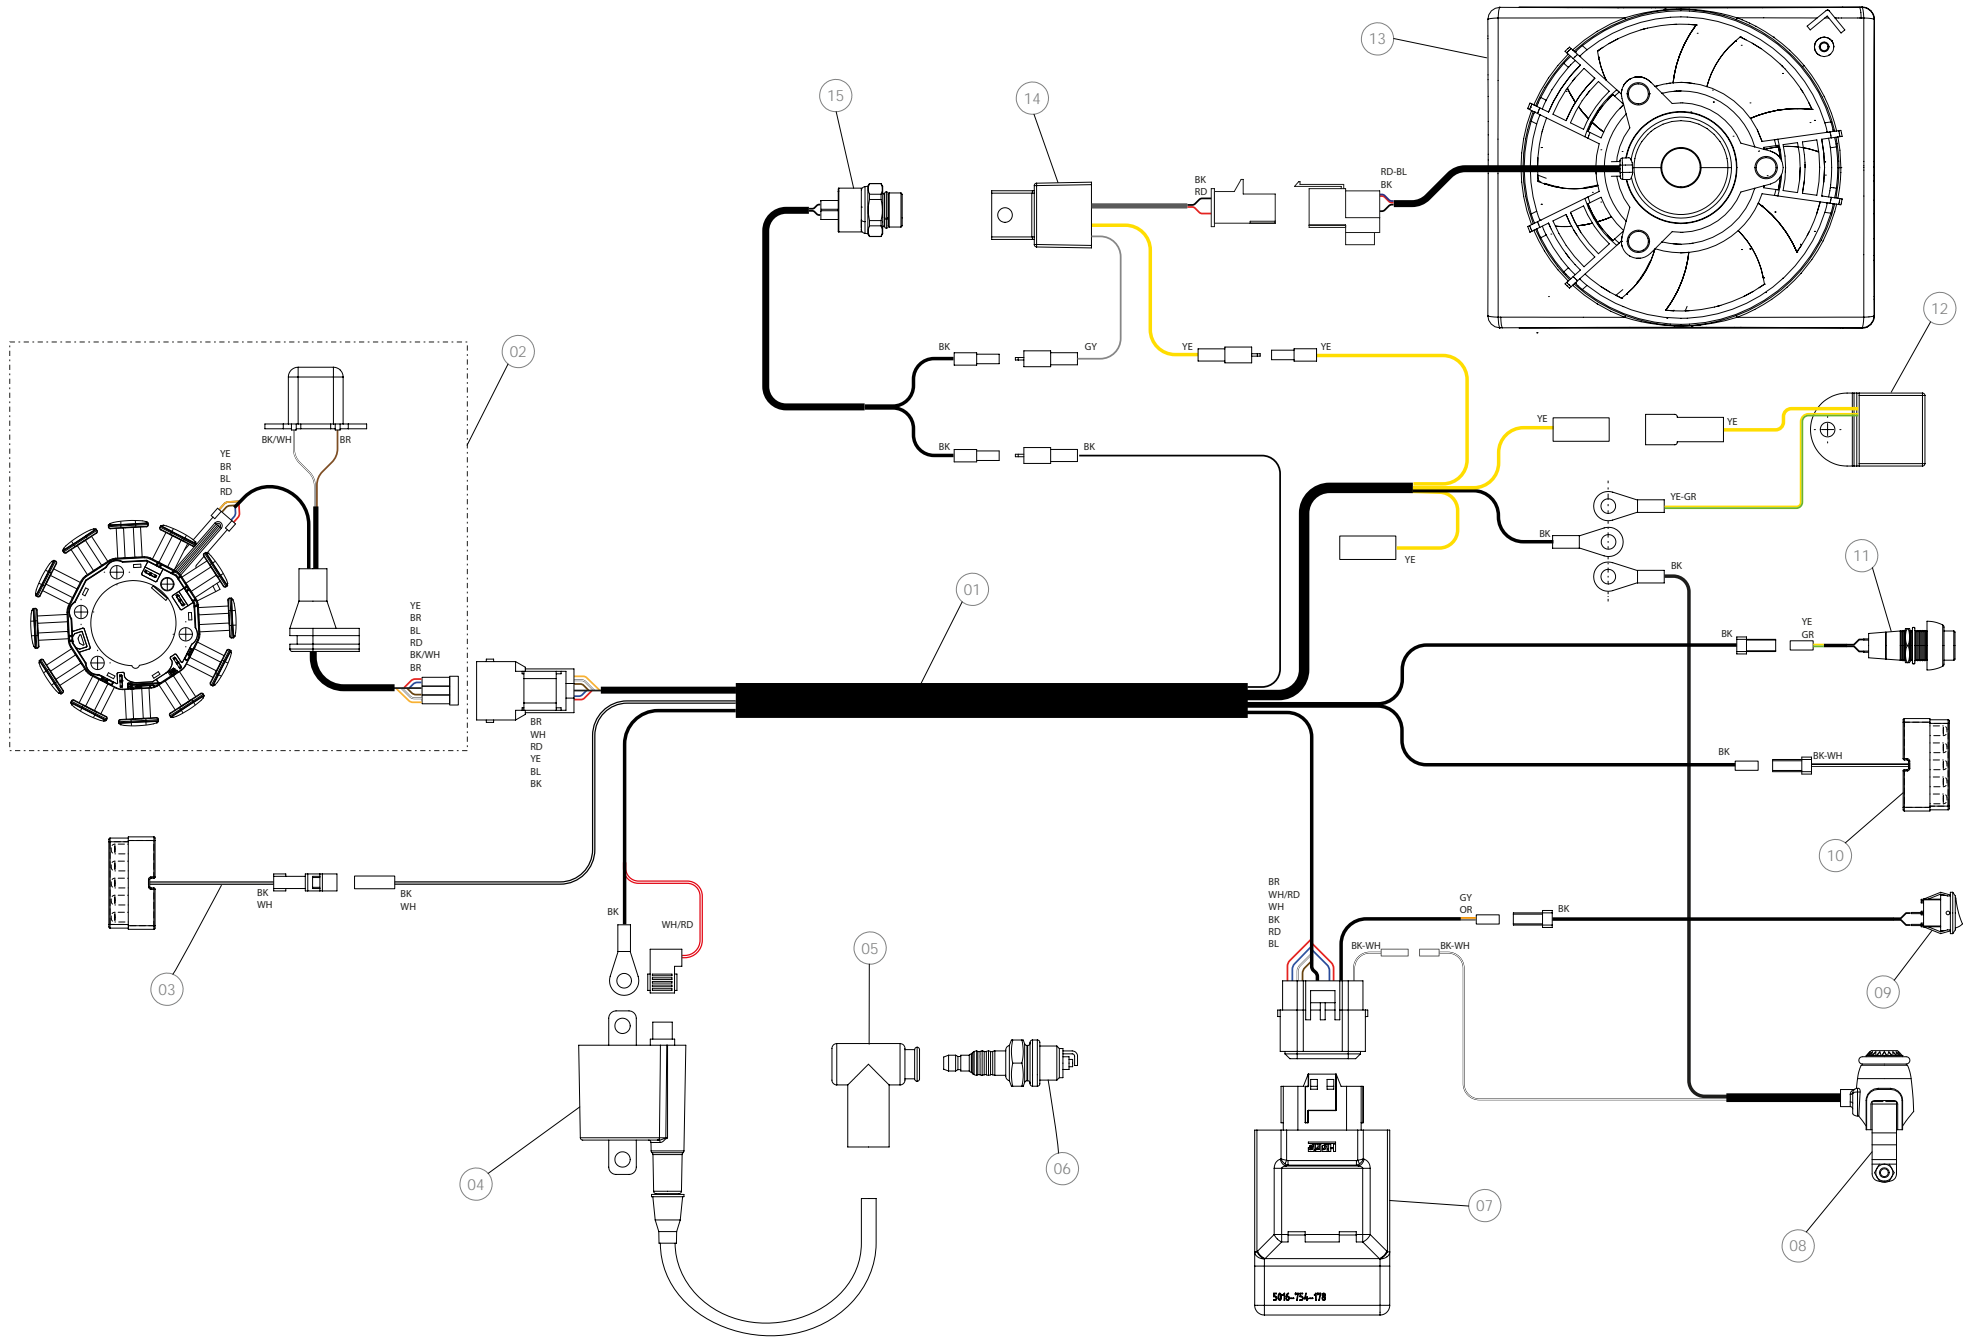 13
15
14
RD-BL
BK
BK
RD
12
02
BK
GY
YE
YE
BK/WH
BR
YE
BR
BL
RD
BK
BK
YE
YE
YE-GR
BK
YE
BK
11
01
YE
BR
BL
RD
BK/WH
BR
YE
GR
BK
BR
WH
RD
YE
BL
BK
BK
BK-WH
10
BK
WH
BK
WH
BK
WH/RD
03
05
BR
WH/RD
WH
BK
RD
BL
GY
OR
BK
BK-WH
BK-WH
09
04
06
07
08
5016-754-178